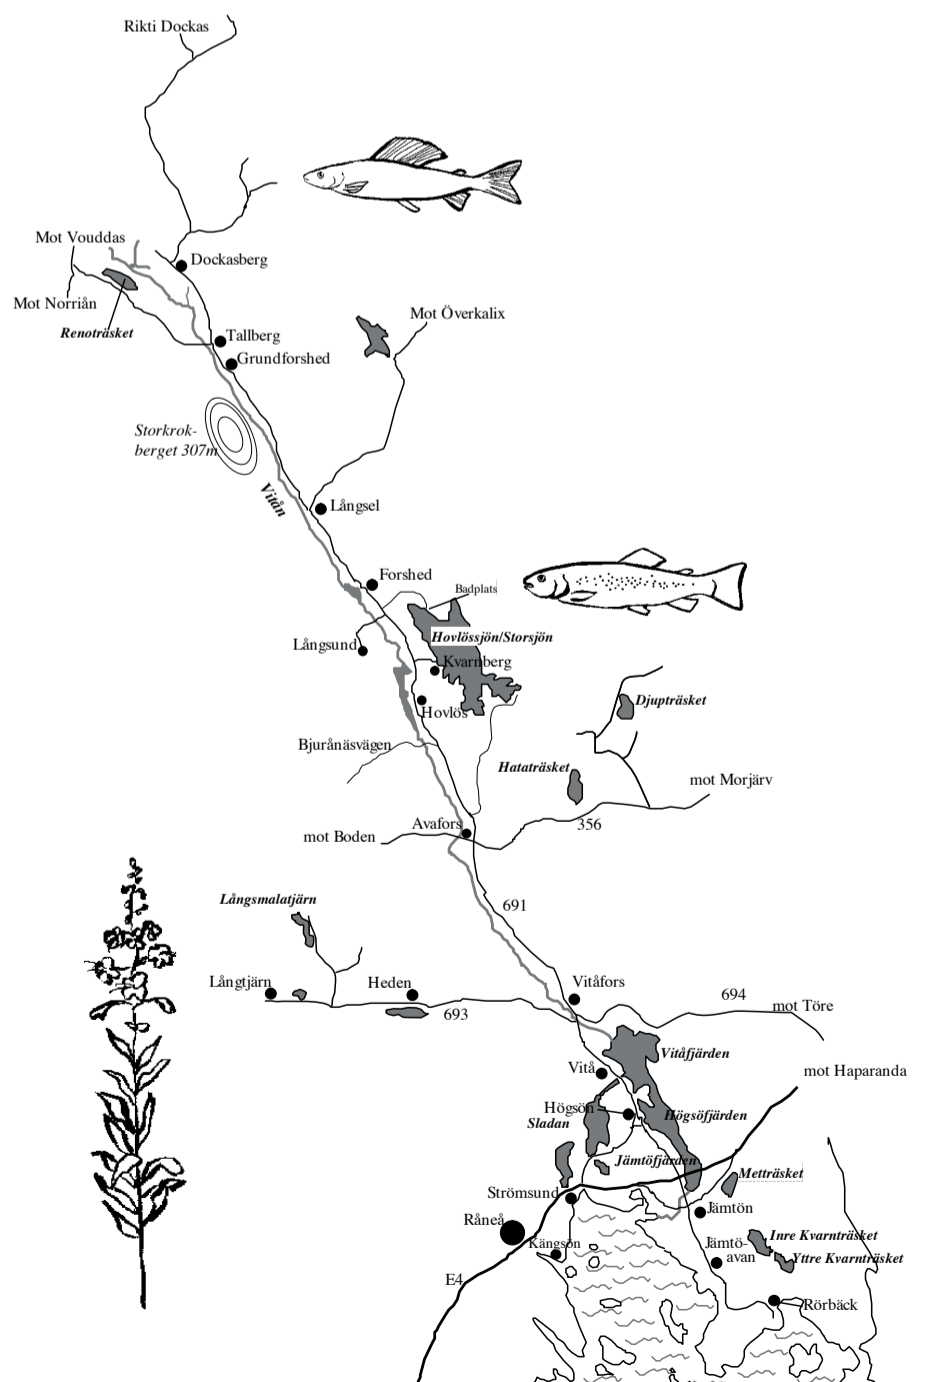 Rikti Dockas
Mot Vouddas
Dockasberg
Mot Norriån
Renoträsket
Mot Överkalix
Tallberg
Grundforshed
Storkrok-
berget 307m
Vitån
Långsel
Forshed
Badplats
Långsund
Hovlössjön/Storsjön
Kvarnberg
Hovlös
Djupträsket
Bjurånäsvägen
Hataträsket
mot Morjärv
mot Boden
Avafors
356
Långsmalatjärn
691
Långtjärn
Heden
Vitåfors
693
694
mot Töre
Vitåfjärden
Vitå
mot Haparanda
Högsön
Sladan
Högsöfjärden
Jämtöfjärden
Metträsket
Strömsund
Jämtön
Råneå
Kängsön
Jämtö-
avan
Inre Kvarnträsket
Yttre Kvarnträsket
E4
Rörbäck